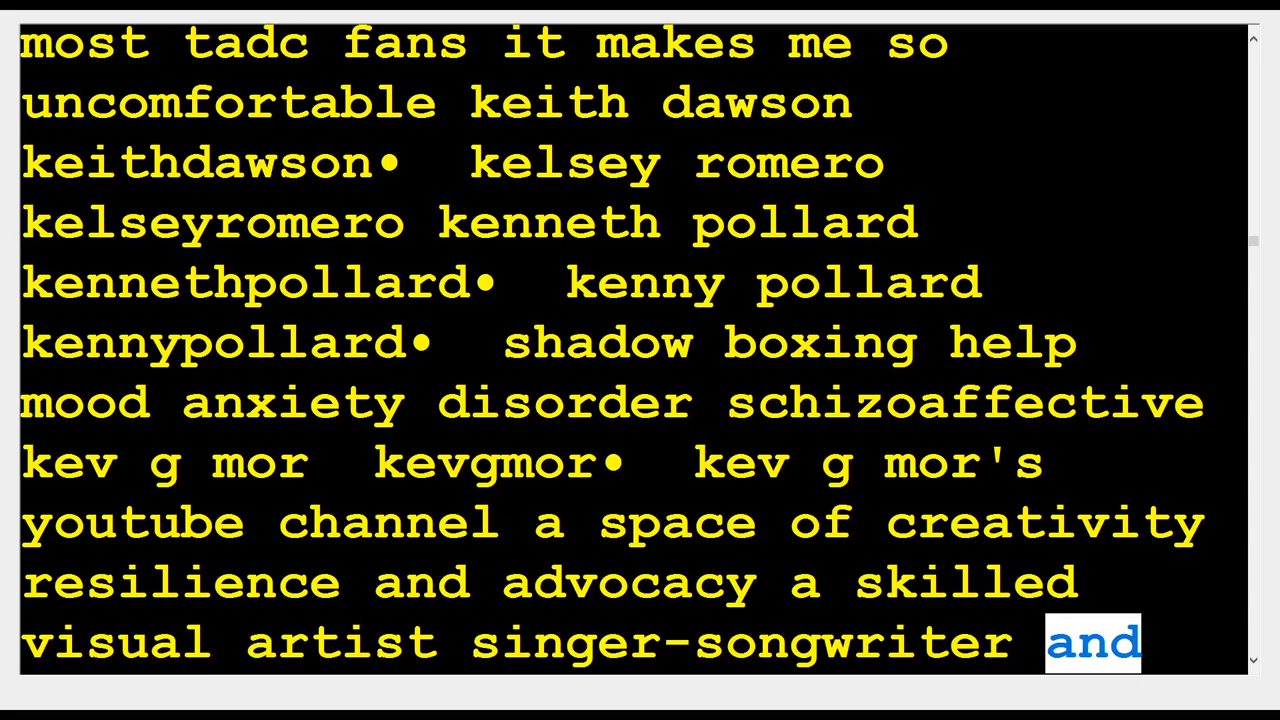 most tadc fans it makes me so
uncomfortable keith dawson
keithdawson•  kelsey romero
kelseyromero kenneth pollard
kennethpollard•  kenny pollard
kennypollard•  shadow boxing help
mood anxiety disorder schizoaffective
kev g mor  kevgmor•  kev g mor's
youtube channel a space of creativity
resilience and advocacy a skilled
visual artist singer-songwriter and